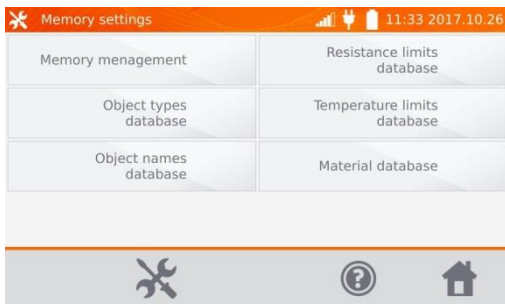 Memory settings
11:33 2017.10.26
Memory menagement
Resistance limits
database
Object types
database
Temperature limits
database
Object names
database
Material database
?